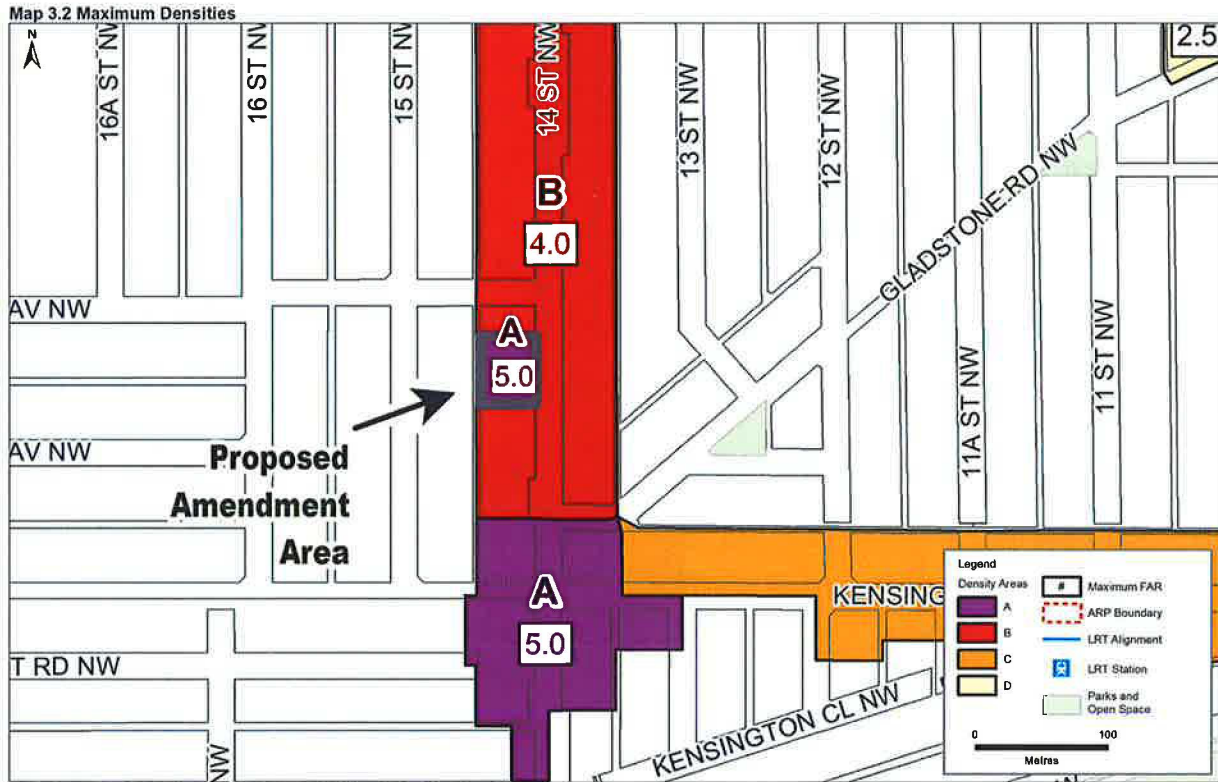 Map 3.2 Maximum Densities
N
16A ST NW
16 ST NW
15 ST NW
14 ST NW
13 ST NW
12 ST NW
GLADSTONE RD NW
2.5
B
4.0
AV NW
A
5.0
11A ST NW
11 ST NW
AV NW
Proposed
Amendment
Area
A
5.0
KENSING
T RD NW
NW
KENSINGTON CL NW
Legend
Density Areas
A
B
C
D
# Maximum FAR
ARP Boundary
LRT Alignment
LRT Station
Parks and
Open Space
0 100
Metres